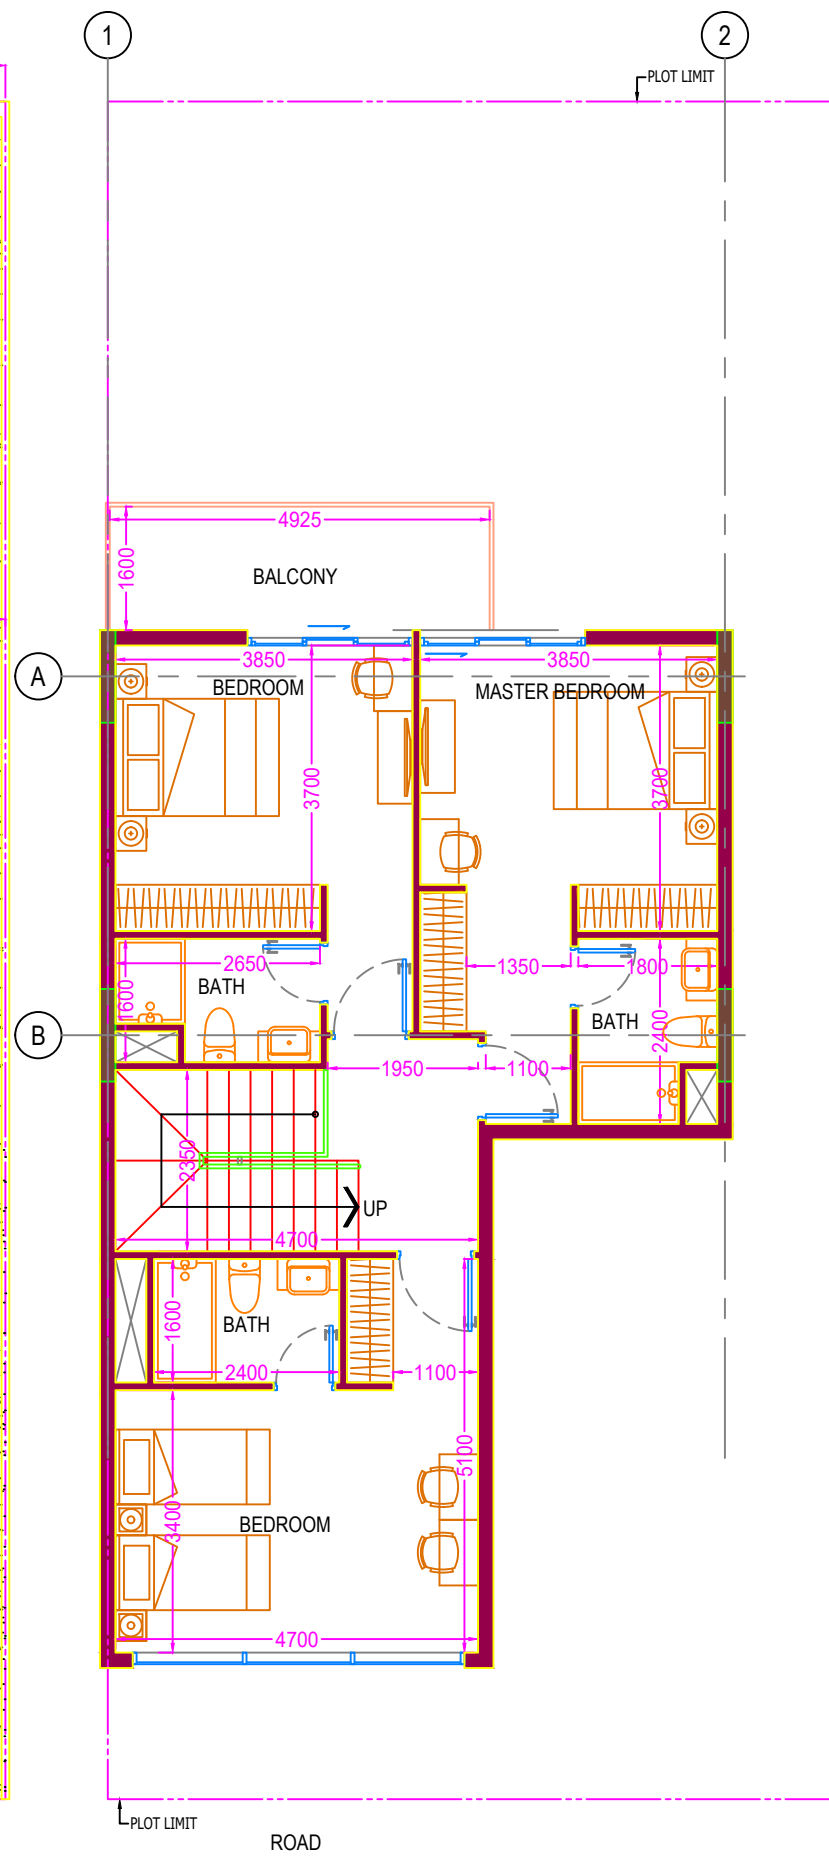 1
2
PLOT LIMIT
4925
1600
BALCONY
A
3850
3850
BEDROOM
MASTER BEDROOM
3700
3700
2650
1350
1800
BATH
1600
BATH
2400
B
1950
1100
2350
UP
4700
1600
BATH
2400
1100
5100
3400
BEDROOM
4700
PLOT LIMIT
ROAD